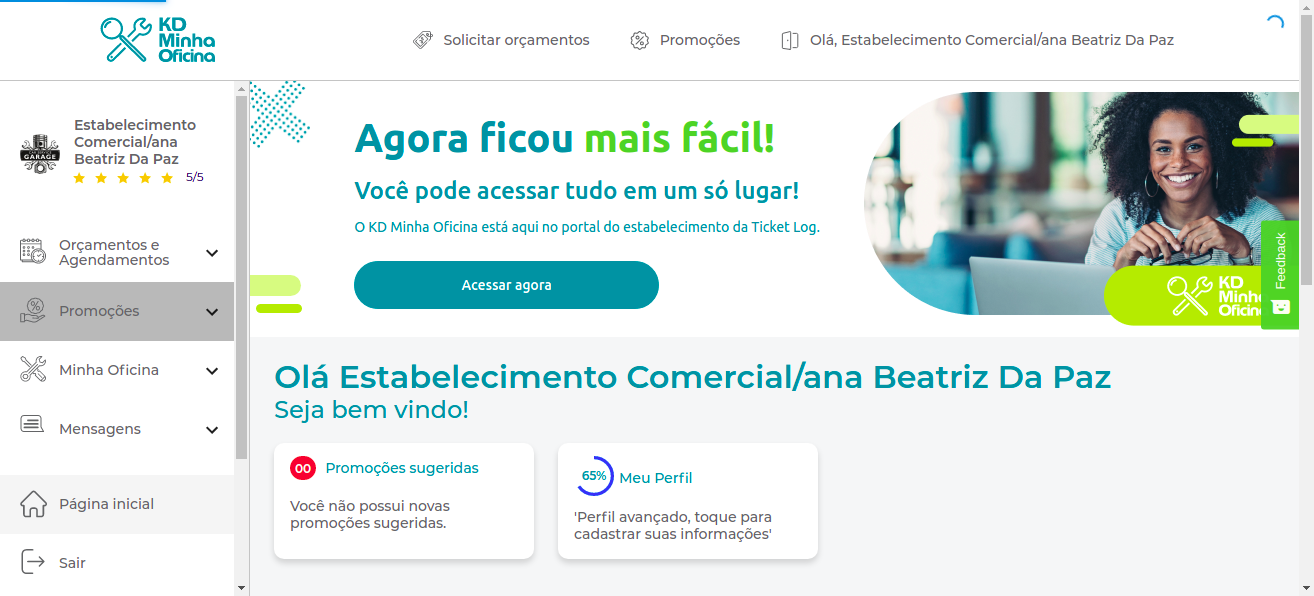 KD
Minha
Oficina
Solicitar orçamentos
Promoções
Olá, Estabelecimento Comercial/ana Beatriz Da Paz
Estabelecimento
Comercial/ana
Beatriz Da Paz
5/5
CAR SERVICE
GARAGE
Orçamentos e
Agendamentos
Promoções
Minha Oficina
Mensagens
Página inicial
Sair
Agora ficou mais fácil!
Você pode acessar tudo em um só lugar!
O KD Minha Oficina está aqui no portal do estabelecimento da Ticket Log.
Acessar agora
KD
Minha
Oficina
Feedback
Olá Estabelecimento Comercial/ana Beatriz Da Paz
Seja bem vindo!
00 Promoções sugeridas
Você não possui novas
promoções sugeridas.
65% Meu Perfil
'Perfil avançado, toque para
cadastrar suas informações'